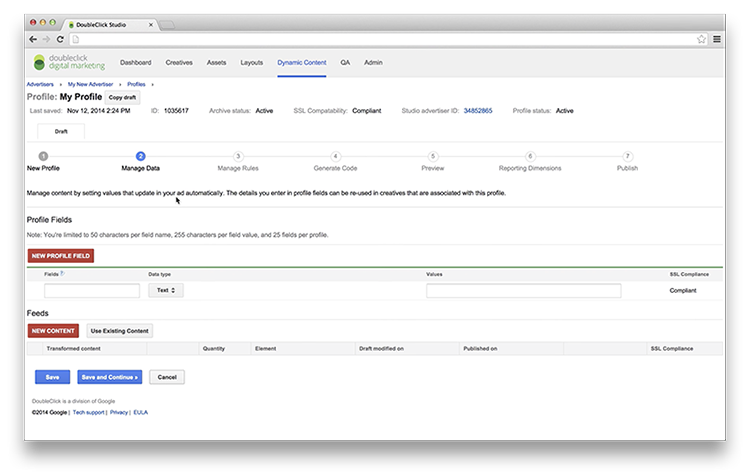 DoubleClick Studio
doubleclick
digital marketing
Dashboard Creatives Assets Layouts Dynamic Content QA Admin
Advertisers › My New Advertiser › Profiles ›
Profile: My Profile Copy draft
Last saved: Nov 12, 2014 2:24 PM ID: 1035617 Archive status: Active SSL Compatability: Compliant Studio advertiser ID: 34852865 Profile status: Active
Draft
1 2 3 4 5 6 7
New Profile Manage Data Manage Rules Generate Code Preview Reporting Dimensions Publish
Manage content by setting values that update in your ad automatically. The details you enter in profile fields can be re-used in creatives that are associated with this profile.
Profile Fields
Note: You're limited to 50 characters per field name, 255 characters per field value, and 25 fields per profile.
NEW PROFILE FIELD
Fields Data type Values SSL Compliance
Text Compliant
Feeds
NEW CONTENT Use Existing Content
Transformed content Quantity Element Draft modified on Published on SSL Compliance
Save Save and Continue » Cancel
DoubleClick is a division of Google
©2014 Google | Tech support | Privacy | EULA